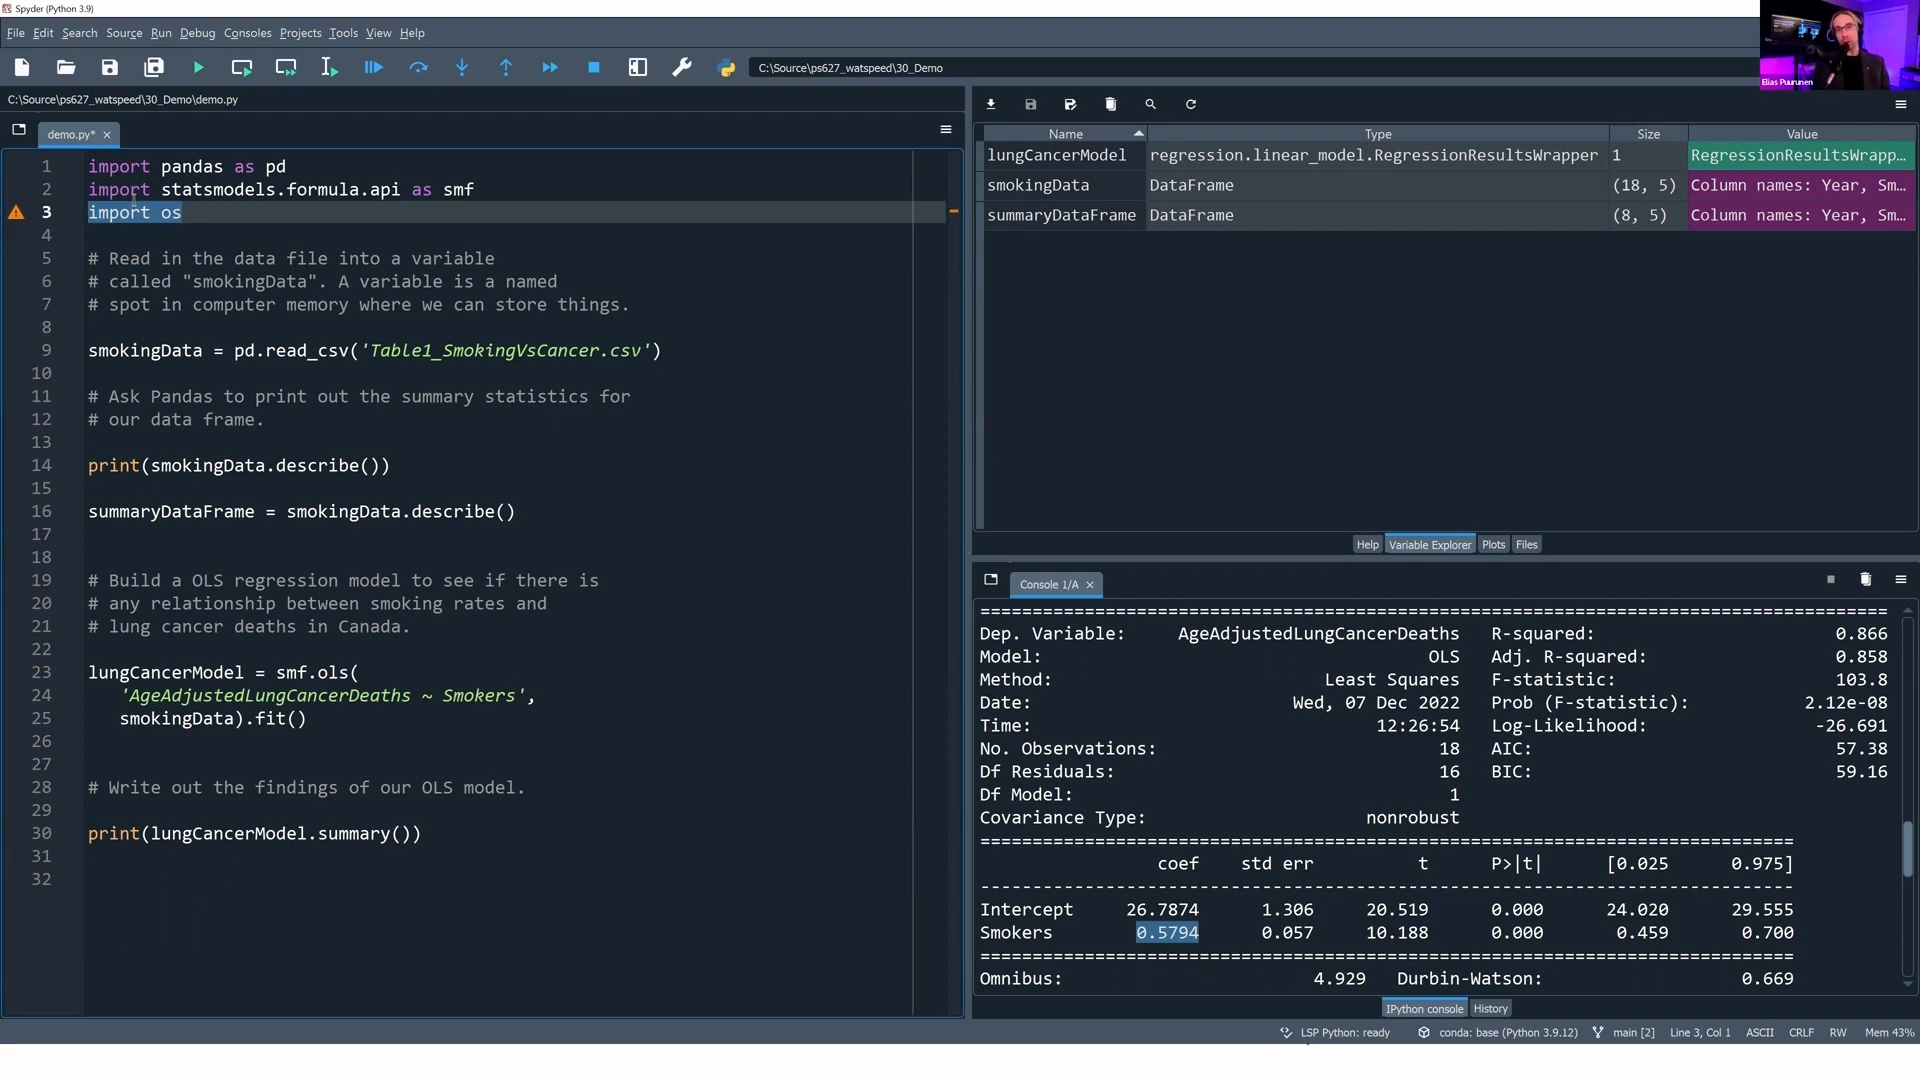 Spyder (Python 3.9)
File Edit Search Source Run Debug Consoles Projects Tools View Help
C:\Source\ps627_watspeed\30_Demo
Elias Puurunen
C:\Source\ps627_watspeed\30_Demo\demo.py
demo.py*
1 import pandas as pd
2 import statsmodels.formula.api as smf
3 import os
4
5 # Read in the data file into a variable
6 # called "smokingData". A variable is a named
7 # spot in computer memory where we can store things.
8
9 smokingData = pd.read_csv('Table1_SmokingVsCancer.csv')
10
11 # Ask Pandas to print out the summary statistics for
12 # our data frame.
13
14 print(smokingData.describe())
15
16 summaryDataFrame = smokingData.describe()
17
18
19 # Build a OLS regression model to see if there is
20 # any relationship between smoking rates and
21 # lung cancer deaths in Canada.
22
23 lungCancerModel = smf.ols(
24 'AgeAdjustedLungCancerDeaths ~ Smokers',
25 smokingData).fit()
26
27
28 # Write out the findings of our OLS model.
29
30 print(lungCancerModel.summary())
31
32
Name Type Size Value
lungCancerModel regression.linear_model.RegressionResultsWrapper 1 RegressionResultsWrapp…
smokingData DataFrame (18, 5) Column names: Year, Sm…
summaryDataFrame DataFrame (8, 5) Column names: Year, Sm…
Help Variable Explorer Plots Files
Console 1/A
==============================================================================
Dep. Variable: AgeAdjustedLungCancerDeaths R-squared: 0.866
Model: OLS Adj. R-squared: 0.858
Method: Least Squares F-statistic: 103.8
Date: Wed, 07 Dec 2022 Prob (F-statistic): 2.12e-08
Time: 12:26:54 Log-Likelihood: -26.691
No. Observations: 18 AIC: 57.38
Df Residuals: 16 BIC: 59.16
Df Model: 1
Covariance Type: nonrobust
==============================================================================
coef std err t P>|t| [0.025 0.975]
------------------------------------------------------------------------------
Intercept 26.7874 1.306 20.519 0.000 24.020 29.555
Smokers 0.5794 0.057 10.188 0.000 0.459 0.700
==============================================================================
Omnibus: 4.929 Durbin-Watson: 0.669
IPython console History
LSP Python: ready conda: base (Python 3.9.12) main [2] Line 3, Col 1 ASCII CRLF RW Mem 43%